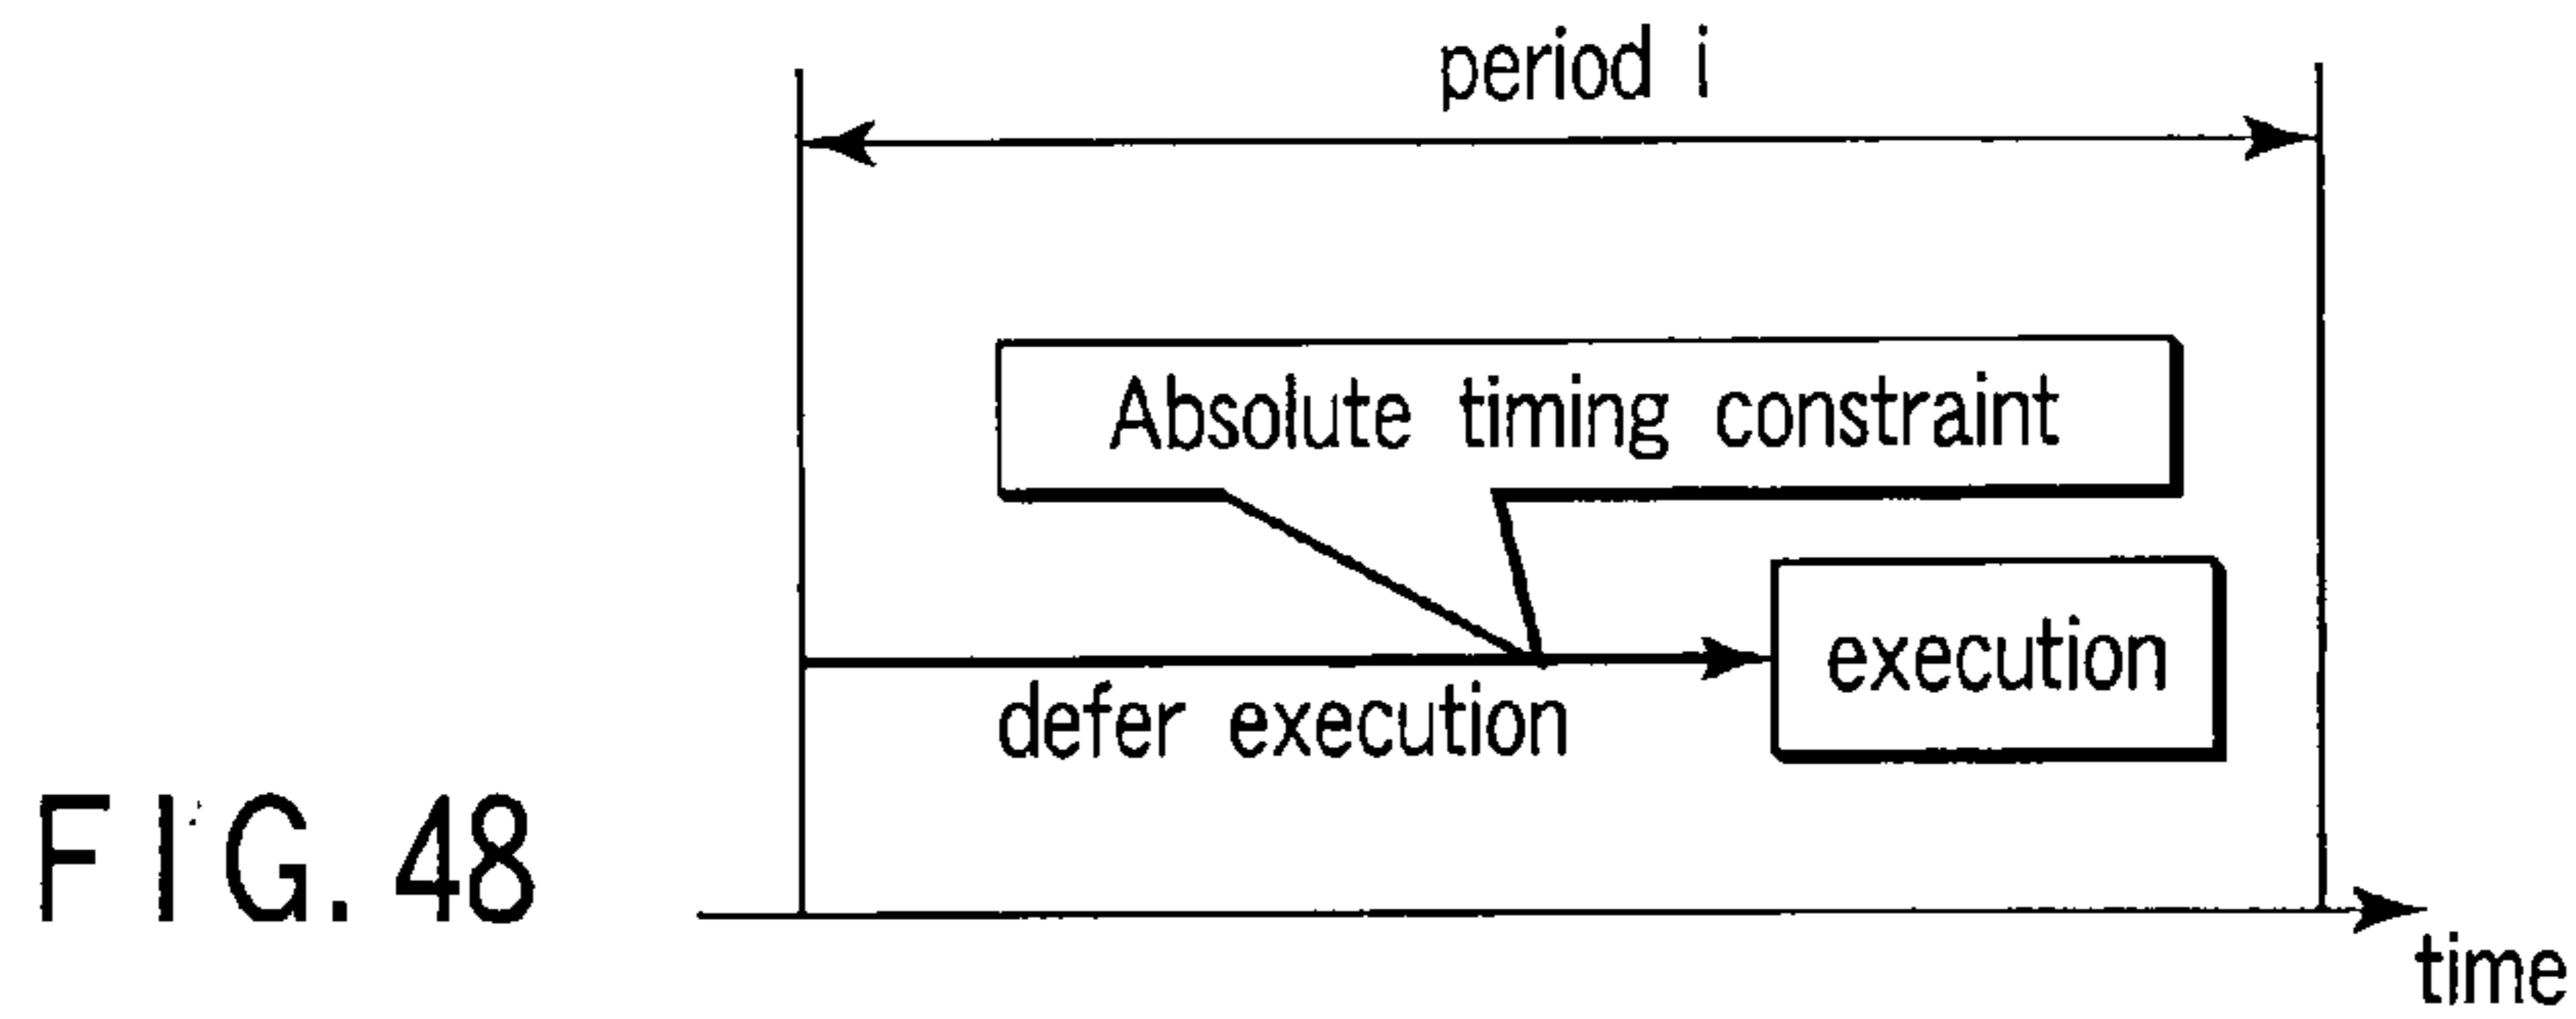 period i
Absolute timing constraint
execution
defer execution
FIG. 48
time